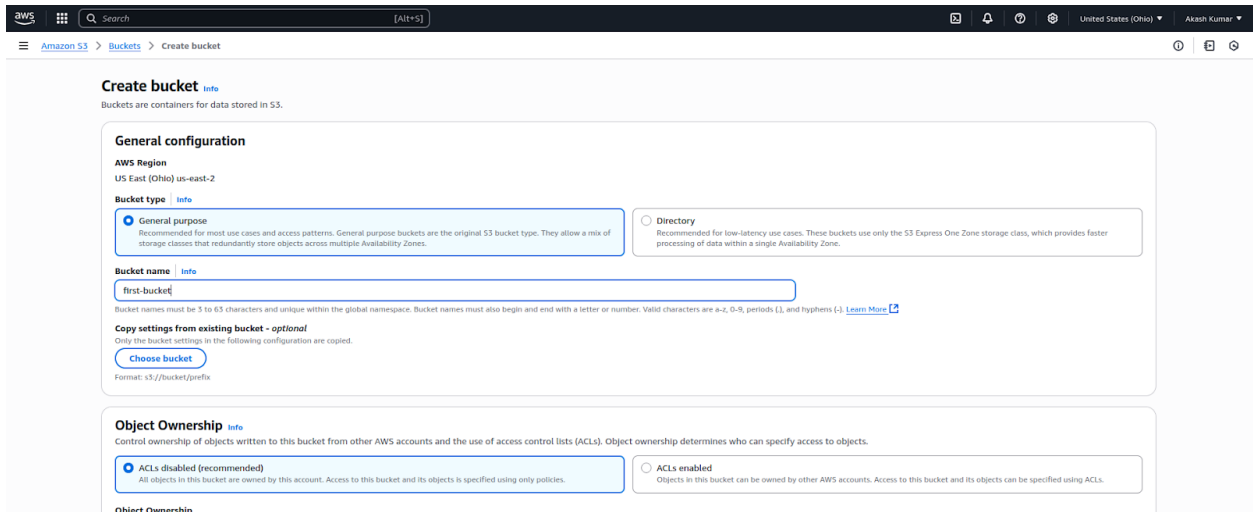 aws
Search [Alt+S] United States (Ohio) ▼ Akash Kumar ▼
Amazon S3 > Buckets > Create bucket
Create bucket Info
Buckets are containers for data stored in S3.
General configuration
AWS Region
US East (Ohio) us-east-2
Bucket type Info
General purpose
Recommended for most use cases and access patterns. General purpose buckets are the original S3 bucket type. They allow a mix of
storage classes that redundantly store objects across multiple Availability Zones.
Directory
Recommended for low-latency use cases. These buckets use only the S3 Express One Zone storage class, which provides faster
processing of data within a single Availability Zone.
Bucket name Info
first-bucket
Bucket names must be 3 to 63 characters and unique within the global namespace. Bucket names must also begin and end with a letter or number. Valid characters are a-z, 0-9, periods (.), and hyphens (-). Learn More
Copy settings from existing bucket - optional
Only the bucket settings in the following configuration are copied.
Choose bucket
Format: s3://bucket/prefix
Object Ownership Info
Control ownership of objects written to this bucket from other AWS accounts and the use of access control lists (ACLs). Object ownership determines who can specify access to objects.
ACLs disabled (recommended)
All objects in this bucket are owned by this account. Access to this bucket and its objects is specified using only policies.
ACLs enabled
Objects in this bucket can be owned by other AWS accounts. Access to this bucket and its objects can be specified using ACLs.
Object Ownership